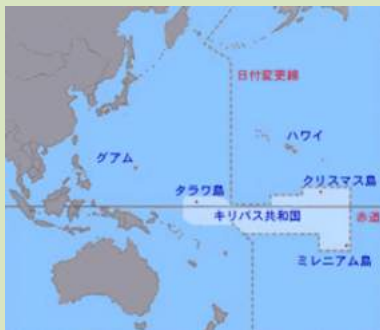 日付変更線
ハワイ
グアム
クリスマス島
タラワ島
キリバス共和国
赤道
ミレニアム島